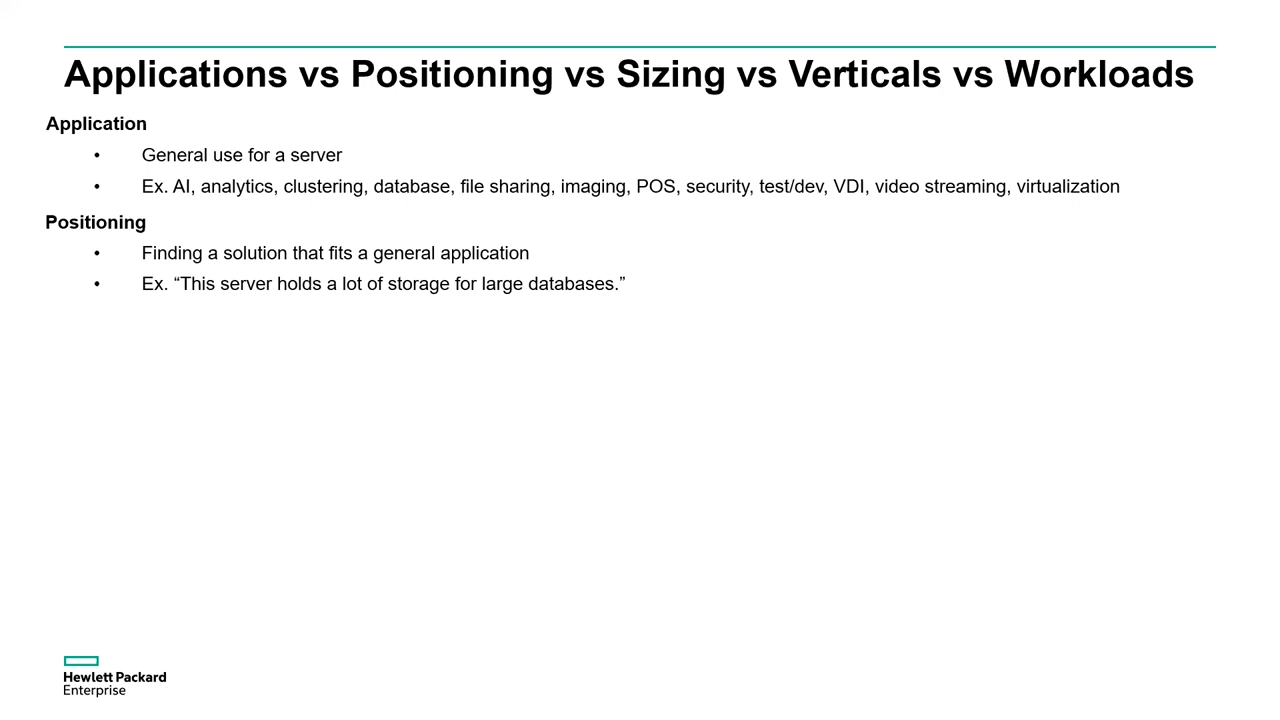 Applications vs Positioning vs Sizing vs Verticals vs Workloads
Application
• General use for a server
• Ex. AI, analytics, clustering, database, file sharing, imaging, POS, security, test/dev, VDI, video streaming, virtualization
Positioning
• Finding a solution that fits a general application
• Ex. “This server holds a lot of storage for large databases.”
Hewlett Packard
Enterprise